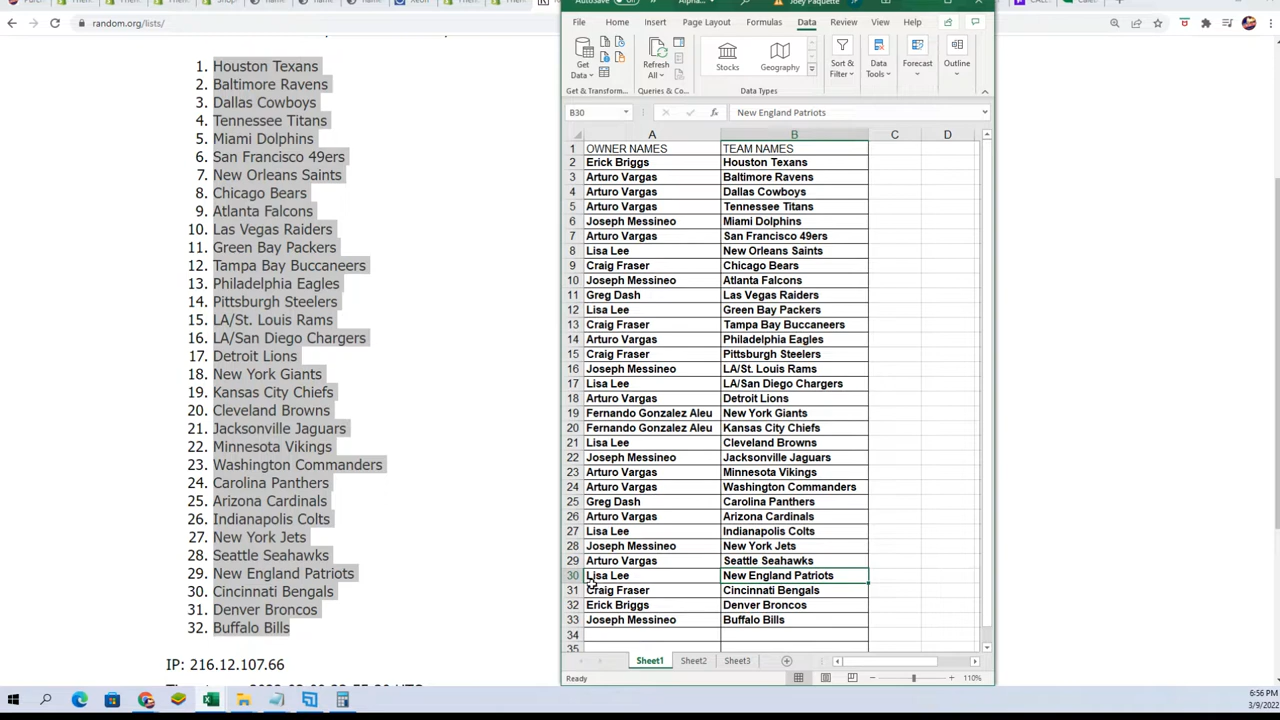 random.org/lists/
1. Houston Texans
2. Baltimore Ravens
3. Dallas Cowboys
4. Tennessee Titans
5. Miami Dolphins
6. San Francisco 49ers
7. New Orleans Saints
8. Chicago Bears
9. Atlanta Falcons
10. Las Vegas Raiders
11. Green Bay Packers
12. Tampa Bay Buccaneers
13. Philadelphia Eagles
14. Pittsburgh Steelers
15. LA/St. Louis Rams
16. LA/San Diego Chargers
17. Detroit Lions
18. New York Giants
19. Kansas City Chiefs
20. Cleveland Browns
21. Jacksonville Jaguars
22. Minnesota Vikings
23. Washington Commanders
24. Carolina Panthers
25. Arizona Cardinals
26. Indianapolis Colts
27. New York Jets
28. Seattle Seahawks
29. New England Patriots
30. Cincinnati Bengals
31. Denver Broncos
32. Buffalo Bills
IP: 216.12.107.66
File Home Insert Page Layout Formulas Data Review View Help
Get Data
Refresh All
Stocks
Geography
Sort & Filter
Data Tools
Forecast
Outline
Get & Transform...
Queries & Co...
Data Types
B30
New England Patriots
A B C D
1 OWNER NAMES TEAM NAMES
2 Erick Briggs Houston Texans
3 Arturo Vargas Baltimore Ravens
4 Arturo Vargas Dallas Cowboys
5 Arturo Vargas Tennessee Titans
6 Joseph Messineo Miami Dolphins
7 Arturo Vargas San Francisco 49ers
8 Lisa Lee New Orleans Saints
9 Craig Fraser Chicago Bears
10 Joseph Messineo Atlanta Falcons
11 Greg Dash Las Vegas Raiders
12 Lisa Lee Green Bay Packers
13 Craig Fraser Tampa Bay Buccaneers
14 Arturo Vargas Philadelphia Eagles
15 Craig Fraser Pittsburgh Steelers
16 Joseph Messineo LA/St. Louis Rams
17 Lisa Lee LA/San Diego Chargers
18 Arturo Vargas Detroit Lions
19 Fernando Gonzalez Aleu New York Giants
20 Fernando Gonzalez Aleu Kansas City Chiefs
21 Lisa Lee Cleveland Browns
22 Joseph Messineo Jacksonville Jaguars
23 Arturo Vargas Minnesota Vikings
24 Arturo Vargas Washington Commanders
25 Greg Dash Carolina Panthers
26 Arturo Vargas Arizona Cardinals
27 Lisa Lee Indianapolis Colts
28 Joseph Messineo New York Jets
29 Arturo Vargas Seattle Seahawks
30 Lisa Lee New England Patriots
31 Craig Fraser Cincinnati Bengals
32 Erick Briggs Denver Broncos
33 Joseph Messineo Buffalo Bills
34
35
Sheet1 Sheet2 Sheet3
Ready
110%
6:56 PM
3/9/2022